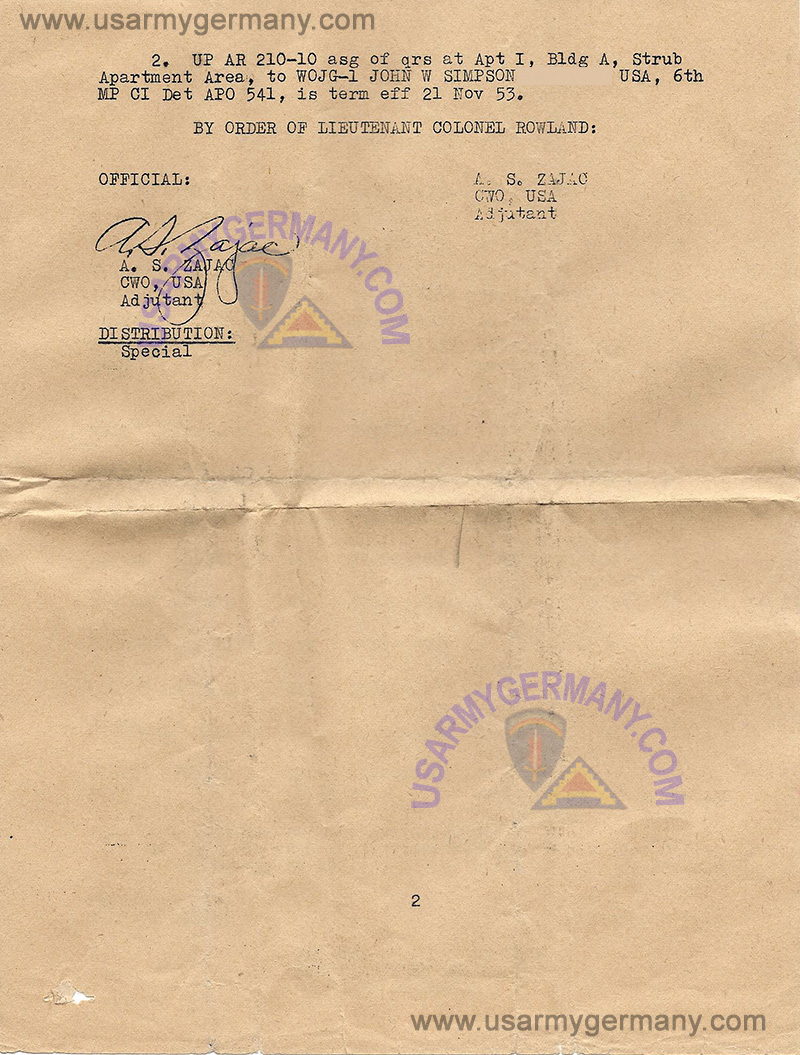 www.usarmygermany.com
2. UP AR 210-10 asg of qrs at Apt I, Bldg A, Strub
Apartment Area, to WOJG-1 JOHN W SIMPSON USA, 6th
MP CI Det APO 541, is term eff 21 Nov 53.
BY ORDER OF LIEUTENANT COLONEL ROWLAND:
OFFICIAL:
A. S. ZAJAC
CWO, USA
Adjutant
A. S. Zajac
A. S. ZAJAC
CWO, USA
Adjutant
USARMYGERMANY.COM
DISTRIBUTION:
Special
USARMYGERMANY.COM
2
www.usarmygermany.com